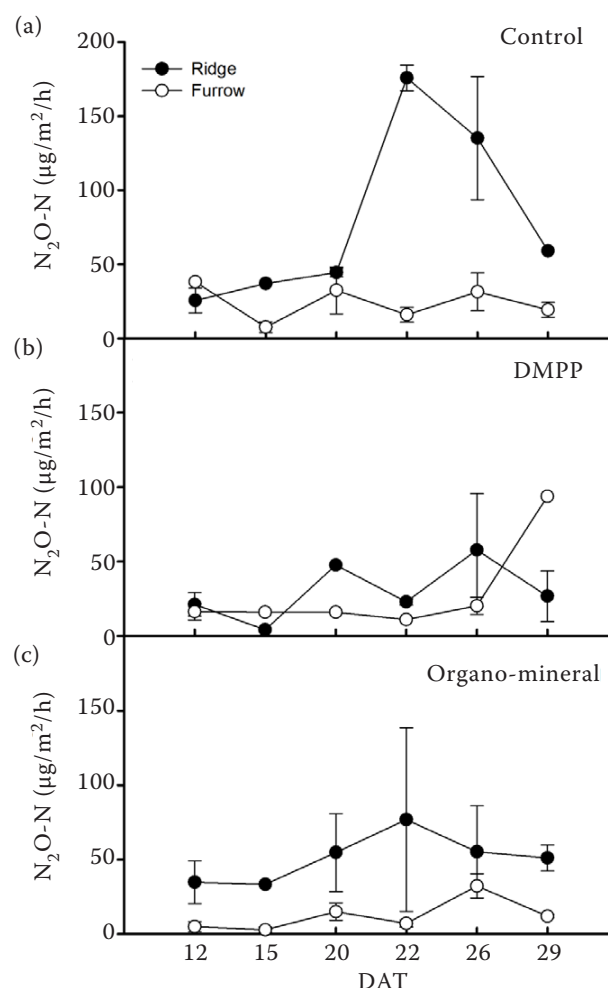 (a)
Control
Ridge
Furrow
N₂O-N (μg/m²/h)
200
150
100
50
0
(b)
DMPP
N₂O-N (μg/m²/h)
150
100
50
0
(c)
Organo-mineral
N₂O-N (μg/m²/h)
150
100
50
0
12 15 20 22 26 29
DAT